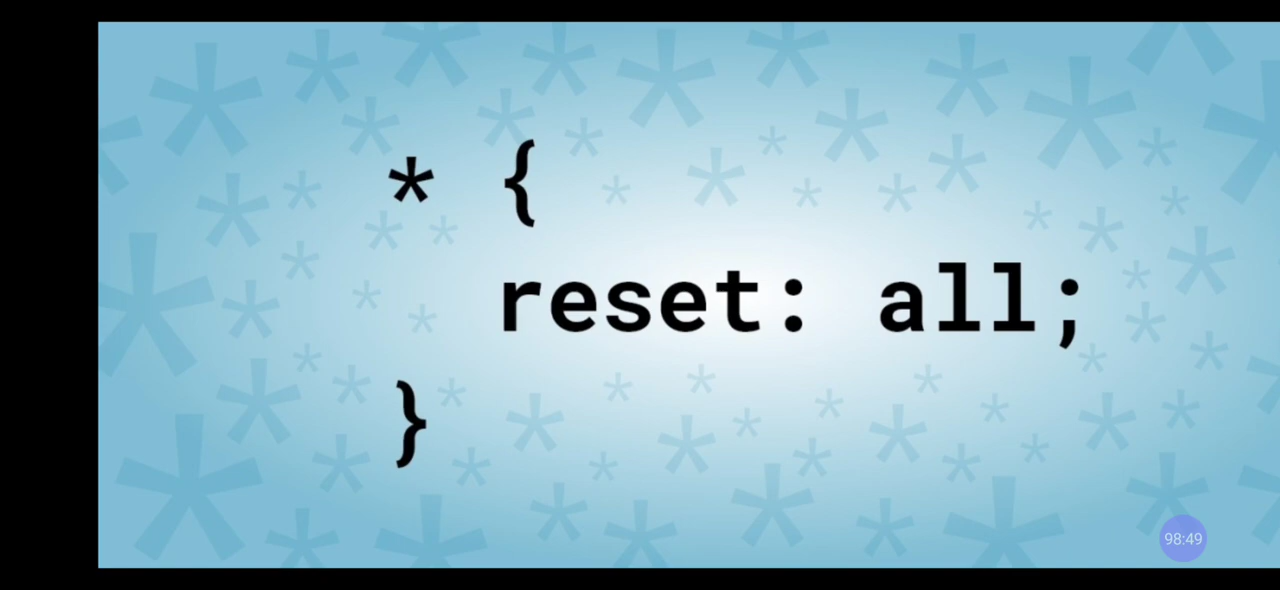 * {
reset: all;
}
98:49